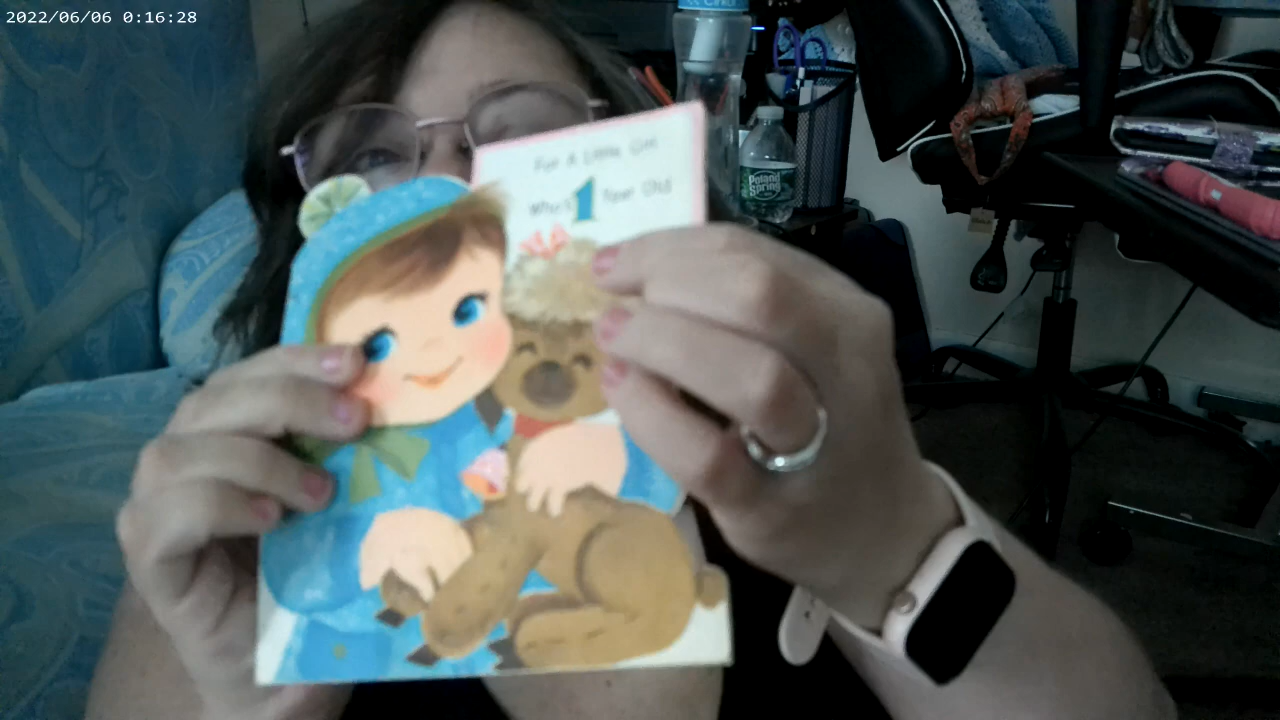 2022/06/06 0:16:28
For A Little Girl
Who's 1 Year Old
Poland
Spring